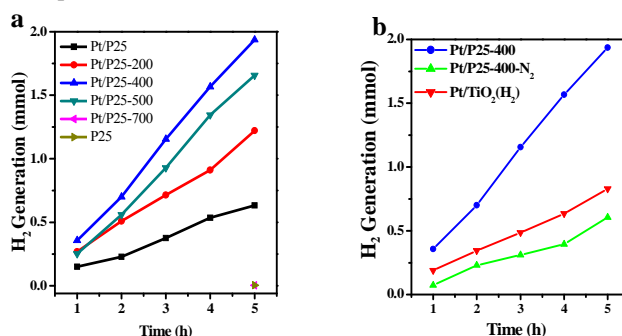 a
H2 Generation (mmol)
2.0
1.5
1.0
0.5
0.0
Pt/P25
Pt/P25-200
Pt/P25-400
Pt/P25-500
Pt/P25-700
P25
1 2 3 4 5
Time (h)
b
H2 Generation (mmol)
2.0
1.5
1.0
0.5
0.0
Pt/P25-400
Pt/P25-400-N2
Pt/TiO2(H2)
1 2 3 4 5
Time (h)